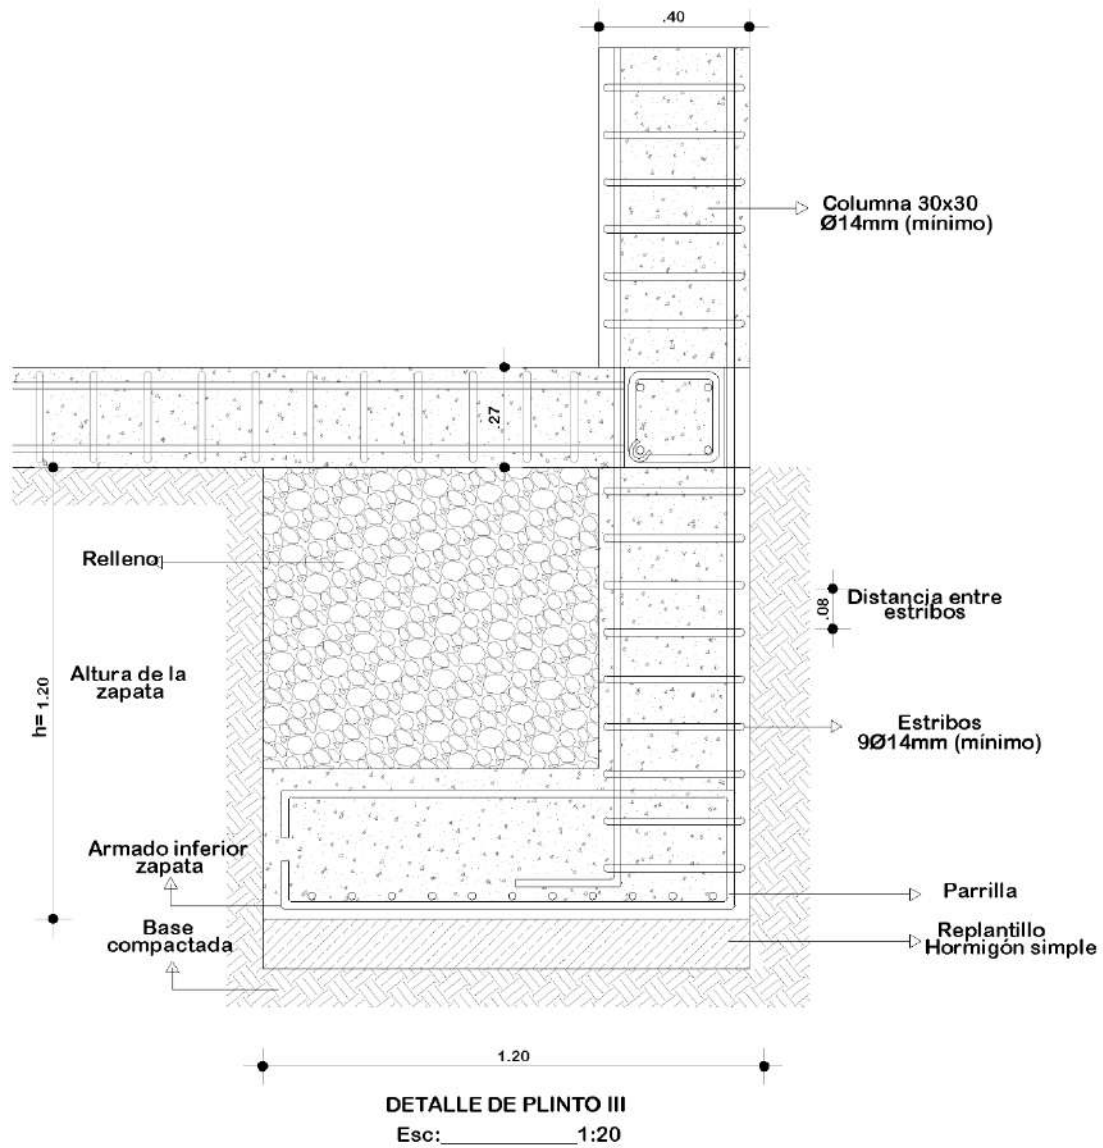 .40
Columna 30x30
Ø14mm (mínimo)
.27
Relleno
.08
Distancia entre
estribos
Altura de la
zapata
h= 1.20
Estribos
9Ø14mm (mínimo)
Armado inferior
zapata
Parrilla
Base
compactada
Replantillo
Hormigón simple
1.20
DETALLE DE PLINTO III
Esc:____________1:20